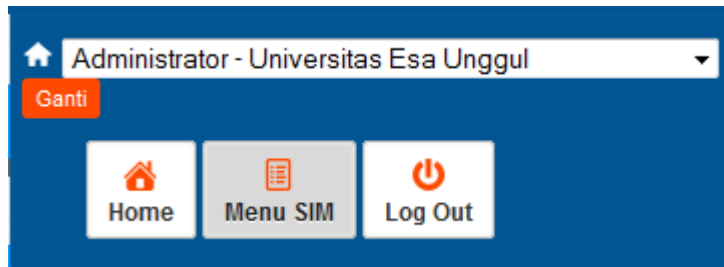 Administrator - Universitas Esa Unggul
Ganti
Home Menu SIM Log Out